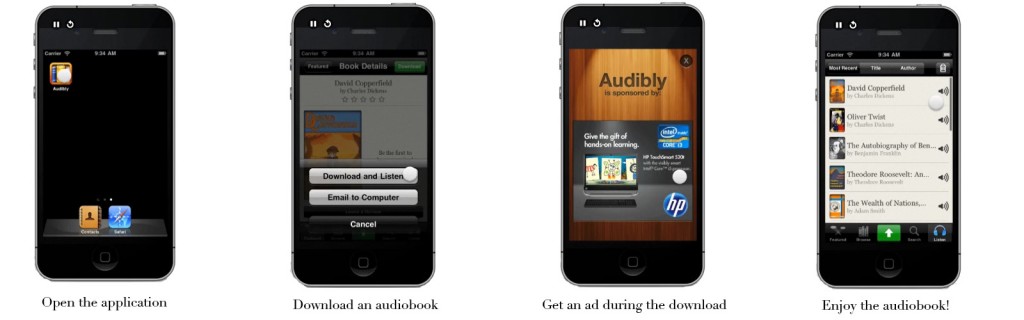 Carrier 9:34 AM
Audibly
Contacts Safari
Open the application
Carrier 9:34 AM
Featured Book Details Download
David Copperfield
by Charles Dickens
Be the first to
Download and Listen
Email to Computer
Cancel
Download an audiobook
X
Audibly
is sponsored by:
Give the gift of
hands-on learning.
intel
CORE i3
HP TouchSmart
hp
Get an ad during the download
Carrier 9:34 AM
Most Recent Title Author
David Copperfield
by Charles Dickens
Oliver Twist
by Charles Dickens
The Autobiography of Ben...
by Benjamin Franklin
Theodore Roosevelt: An...
by Theodore Roosevelt
The Wealth of Nations,...
by Adam Smith
Featured Browse Search Listen
Enjoy the audiobook!